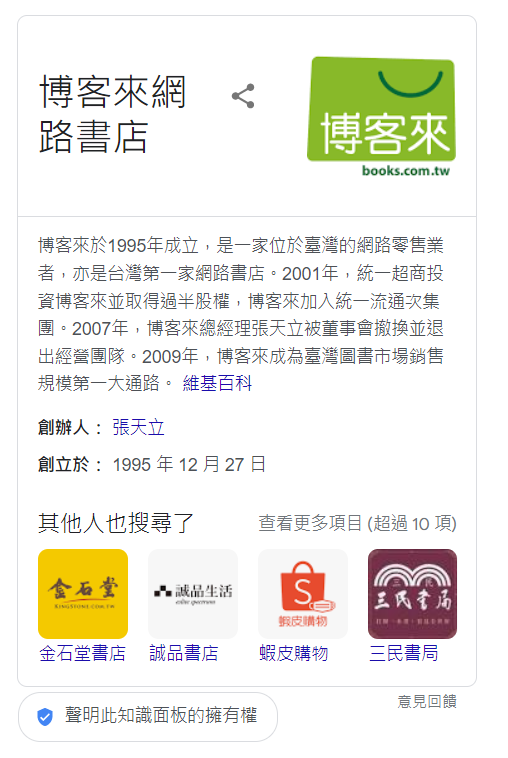 博客來網
路書店
博客來
books.com.tw
博客來於1995年成立，是一家位於臺灣的網路零售業
者，亦是台灣第一家網路書店。2001年，統一超商投
資博客來並取得過半股權，博客來加入統一流通次集
團。2007年，博客來總經理張天立被董事會撤換並退
出經營團隊。2009年，博客來成為臺灣圖書市場銷售
規模第一大通路。 維基百科
創辦人： 張天立
創立於： 1995 年 12 月 27 日
其他人也搜尋了
查看更多項目 (超過 10 項)
金石堂
KINGSTONE.COM.TW
誠品生活
eslite spectrum
S
蝦皮購物
三民
三民書局
金石堂書店
誠品書店
蝦皮購物
三民書局
意見回饋
聲明此知識面板的擁有權